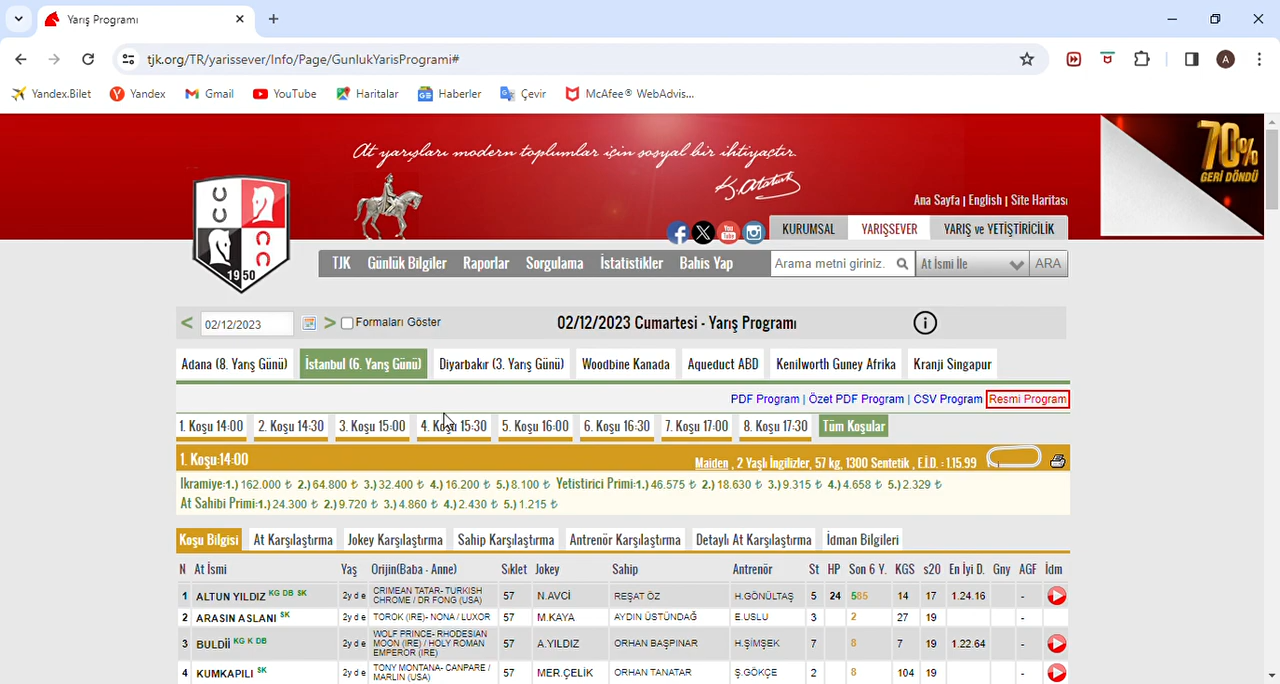 Yarış Programı
tjk.org/TR/yarissever/Info/Page/GunlukYarisProgrami#
A
Yandex.Bilet Yandex Gmail YouTube Haritalar Haberler Çevir McAfee® WebAdvis...
At yarışları modern toplumlar için sosyal bir ihtiyaçtır.
K. Atatürk
70%
GERİ DÖNDÜ
1950
Ana Sayfa | English | Site Haritası
KURUMSAL YARIŞSEVER YARIŞ ve YETİŞTİRİCİLİK
TJK Günlük Bilgiler Raporlar Sorgulama İstatistikler Bahis Yap Arama metni giriniz. At İsmi İle ARA
< 02/12/2023 > Formaları Göster 02/12/2023 Cumartesi - Yarış Programı i
Adana (8. Yarış Günü) İstanbul (6. Yarış Günü) Diyarbakır (3. Yarış Günü) Woodbine Kanada Aqueduct ABD Kenilworth Guney Afrika Kranji Singapur
PDF Program | Özet PDF Program | CSV Program Resmi Program
1. Koşu 14:00 2. Koşu 14:30 3. Koşu 15:00 4. Koşu 15:30 5. Koşu 16:00 6. Koşu 16:30 7. Koşu 17:00 8. Koşu 17:30 Tüm Koşular
1. Koşu:14:00 Maiden , 2 Yaşlı İngilizler, 57 kg, 1300 Sentetik , E.İ.D. : 1.15.99
Ikramiye:1.) 162.000 ₺ 2.) 64.800 ₺ 3.) 32.400 ₺ 4.) 16.200 ₺ 5.) 8.100 ₺ Yetistirici Primi:1.) 46.575 ₺ 2.) 18.630 ₺ 3.) 9.315 ₺ 4.) 4.658 ₺ 5.) 2.329 ₺
At Sahibi Primi:1.) 24.300 ₺ 2.) 9.720 ₺ 3.) 4.860 ₺ 4.) 2.430 ₺ 5.) 1.215 ₺
Koşu Bilgisi At Karşılaştırma Jokey Karşılaştırma Sahip Karşılaştırma Antrenör Karşılaştırma Detaylı At Karşılaştırma İdman Bilgileri
N At İsmi Yaş Orijin(Baba - Anne) Sıklet Jokey Sahip Antrenör St HP Son 6 Y. KGS s20 En İyi D. Gny AGF İdm
1 ALTUN YILDIZ KG DB SK 2y d e CRIMEAN TATAR- TURKISH CHROME / DR FONG (USA) 57 N.AVCİ REŞAT ÖZ H.GÖNÜLTAŞ 5 24 585 14 17 1.24.16 -
2 ARASIN ASLANI SK 2y d e TOROK (IRE)- NONA / LUXOR 57 M.KAYA AYDIN ÜSTÜNDAĞ E.USLU 3 2 27 19 -
3 BULDİİ KG K DB 2y d e WOLF PRINCE- RHODESIAN MOON (IRE) / HOLY ROMAN EMPEROR (IRE) 57 A.YILDIZ ORHAN BAŞPINAR H.ŞİMŞEK 7 8 7 19 1.22.64 -
4 KUMKAPILI SK 2y d e TONY MONTANA- CANPARE / MARLIN (USA) 57 MER.ÇELİK ORHAN TANATAR Ş.GÖKÇE 2 8 104 19 -